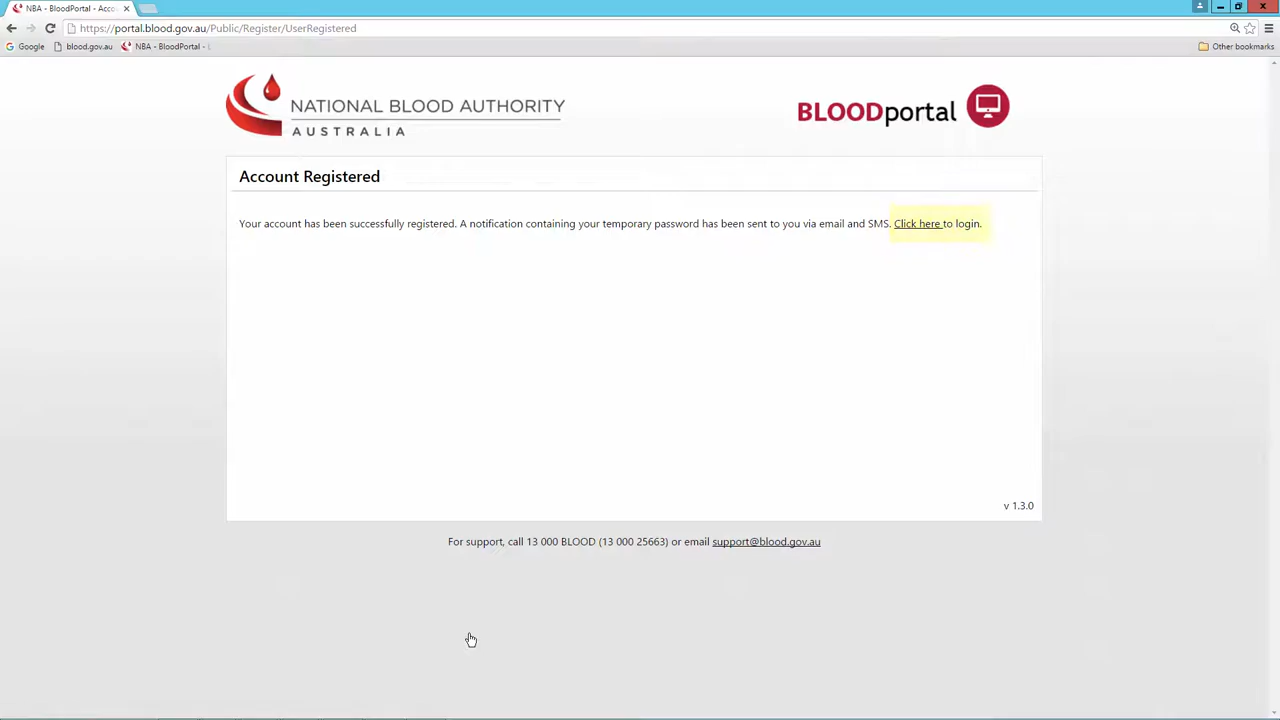 NBA - BloodPortal - Acco
https://portal.blood.gov.au/Public/Register/UserRegistered
Google blood.gov.au NBA - BloodPortal - L Other bookmarks
NATIONAL BLOOD AUTHORITY
AUSTRALIA
BLOODportal
Account Registered
Your account has been successfully registered. A notification containing your temporary password has been sent to you via email and SMS. Click here to login.
v 1.3.0
For support, call 13 000 BLOOD (13 000 25663) or email support@blood.gov.au